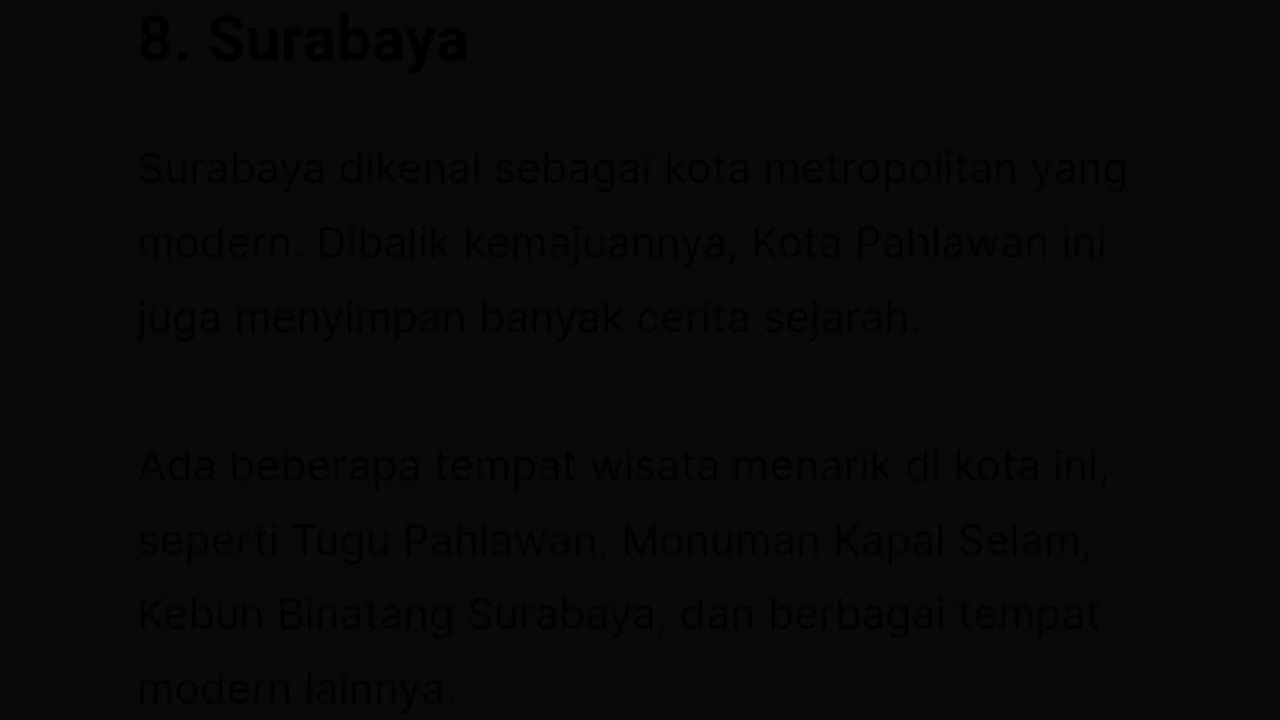 8. Surabaya
Surabaya dikenal sebagai kota metropolitan yang
modern. Dibalik kemajuannya, Kota Pahlawan ini
juga menyimpan banyak cerita sejarah.
Ada beberapa tempat wisata menarik di kota ini,
seperti Tugu Pahlawan, Monuman Kapal Selam,
Kebun Binatang Surabaya, dan berbagai tempat
modern lainnya.